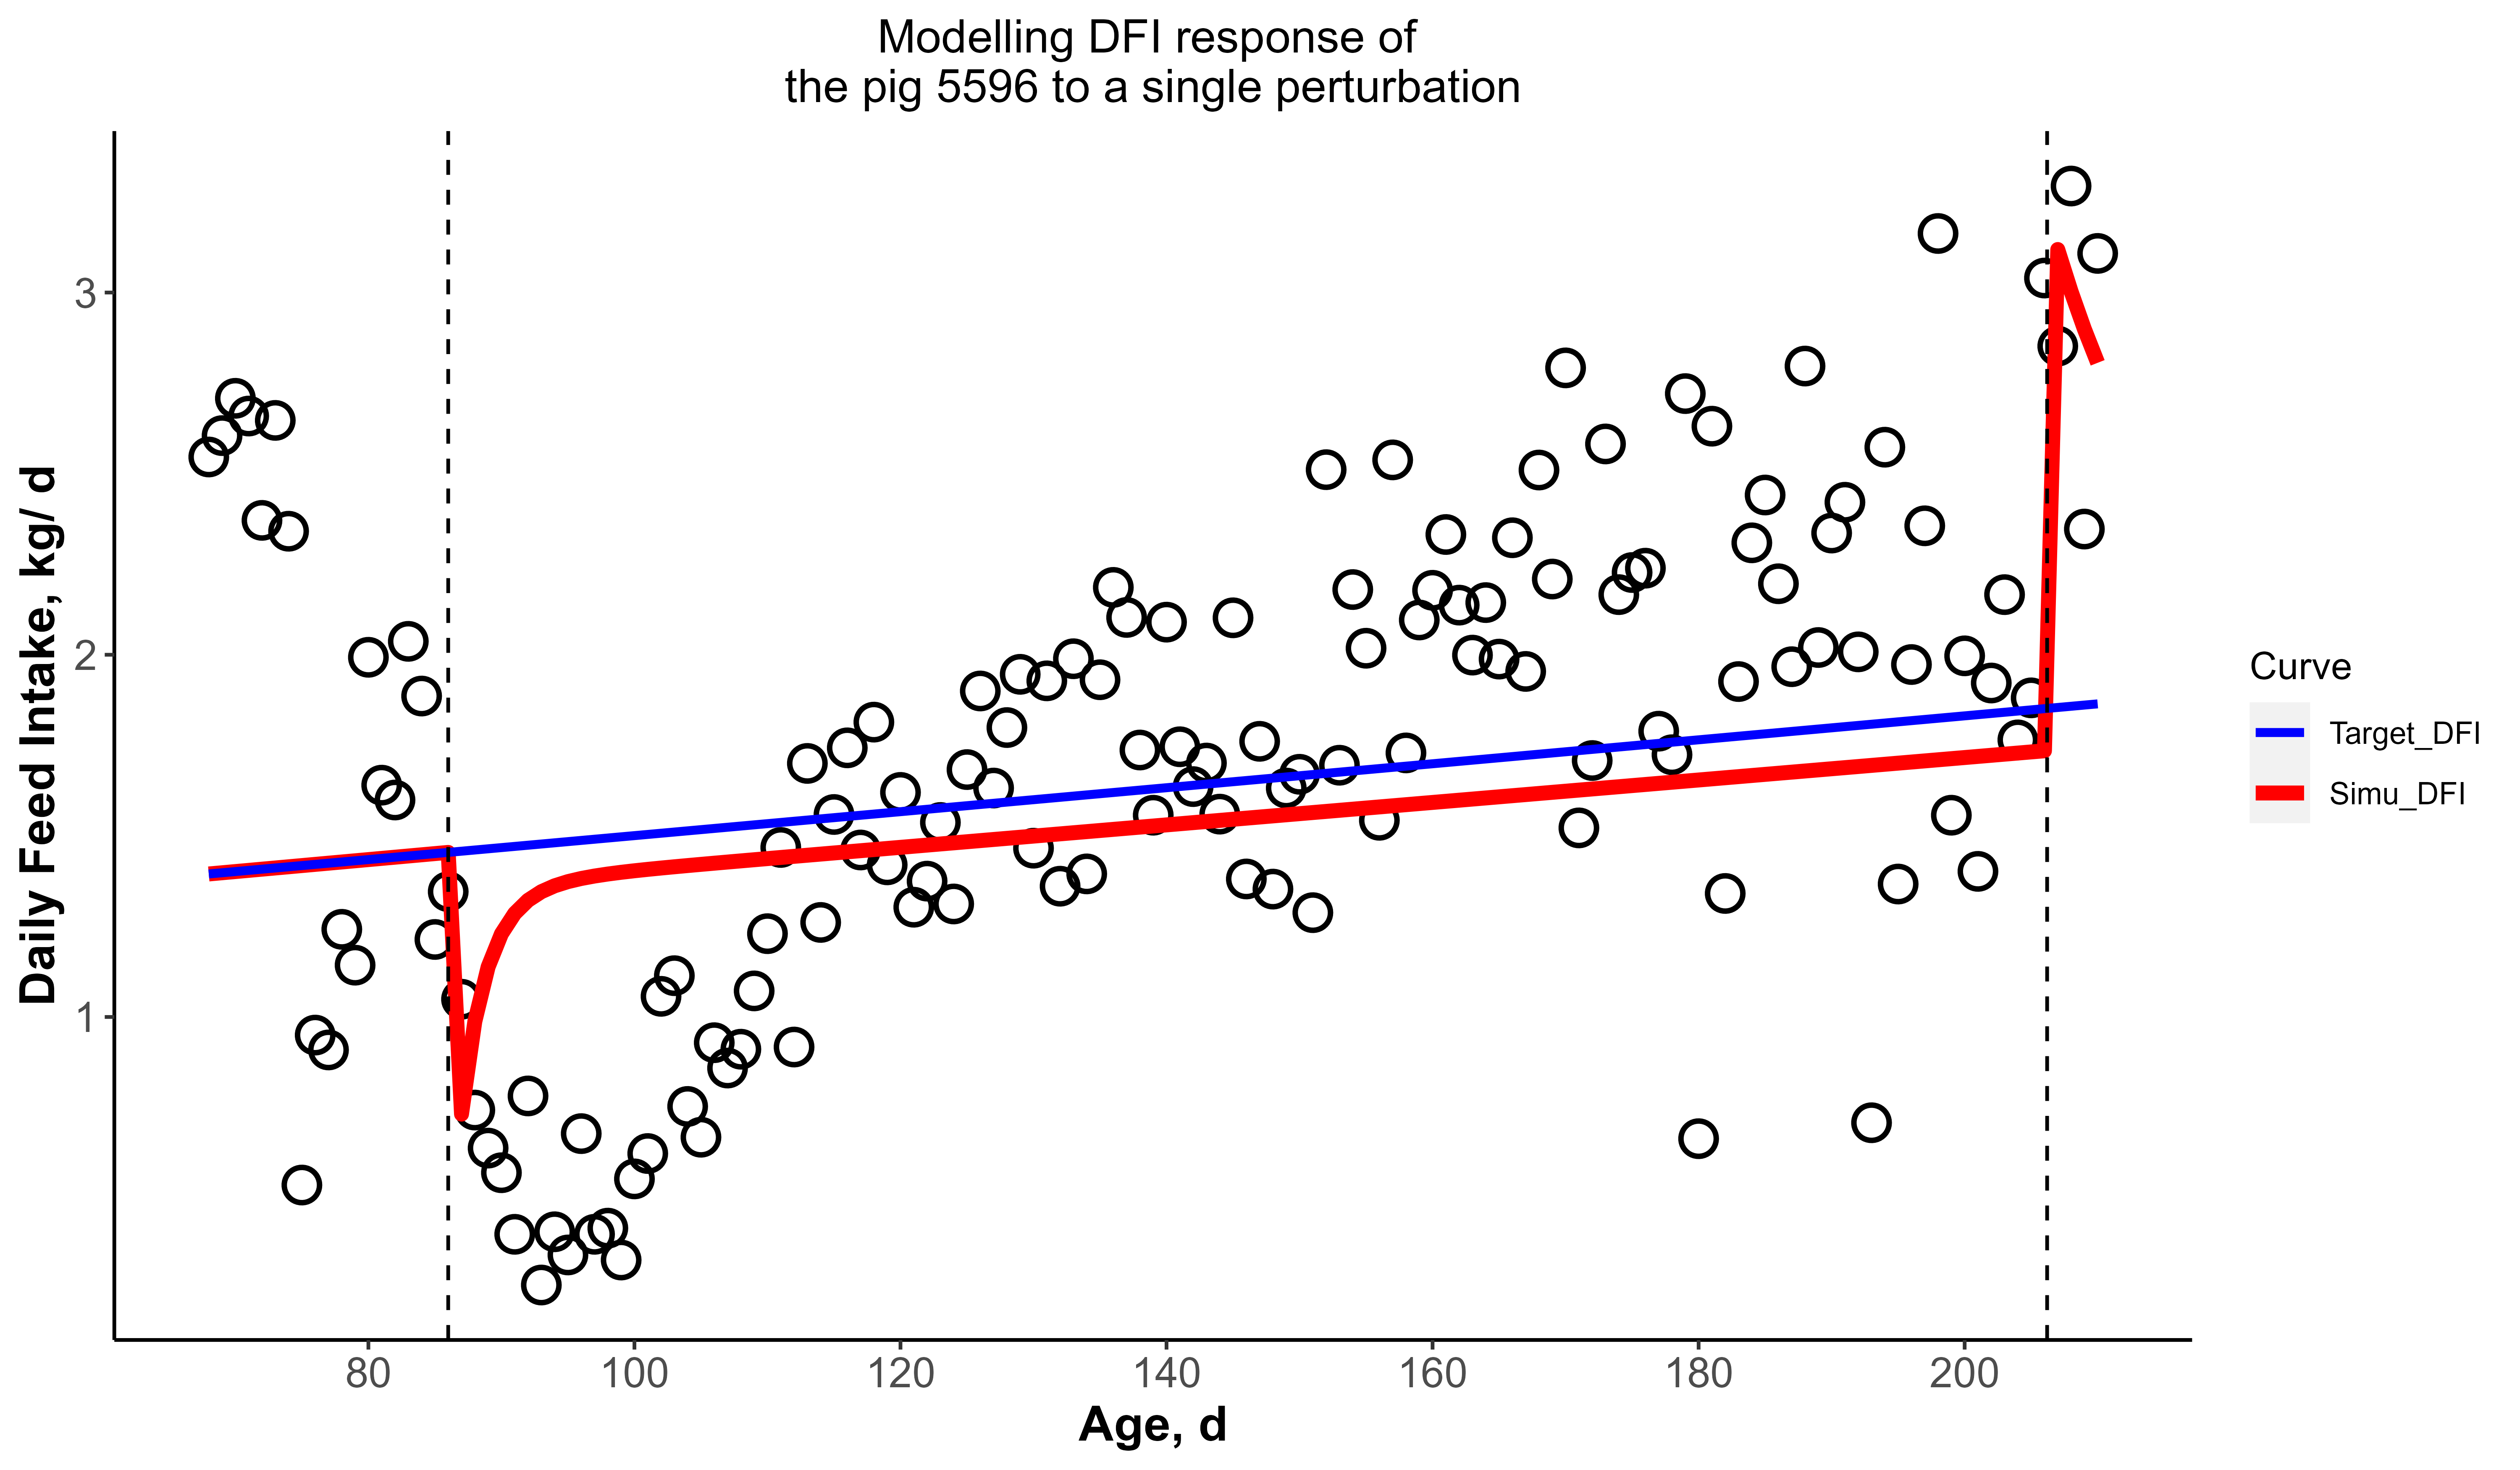 Modelling DFI response of
the pig 5596 to a single perturbation
Daily Feed Intake, kg/ d
3
2
1
80 100 120 140 160 180 200
Age, d
Curve
Target_DFI
Simu_DFI